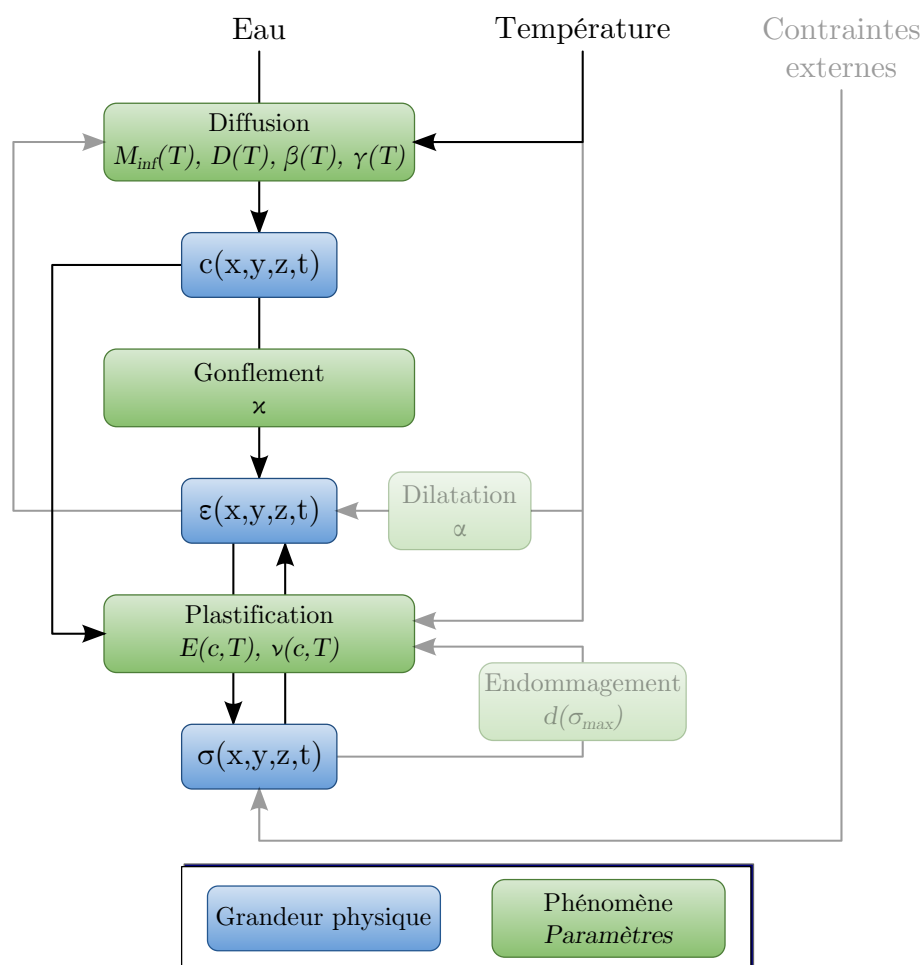 Eau
Température
Contraintes
externes
Diffusion
M_inf(T), D(T), β(T), γ(T)
c(x,y,z,t)
Gonflement
ϰ
ε(x,y,z,t)
Dilatation
α
Plastification
E(c,T), ν(c,T)
Endommagement
d(σ_max)
σ(x,y,z,t)
Grandeur physique
Phénomène
Paramètres